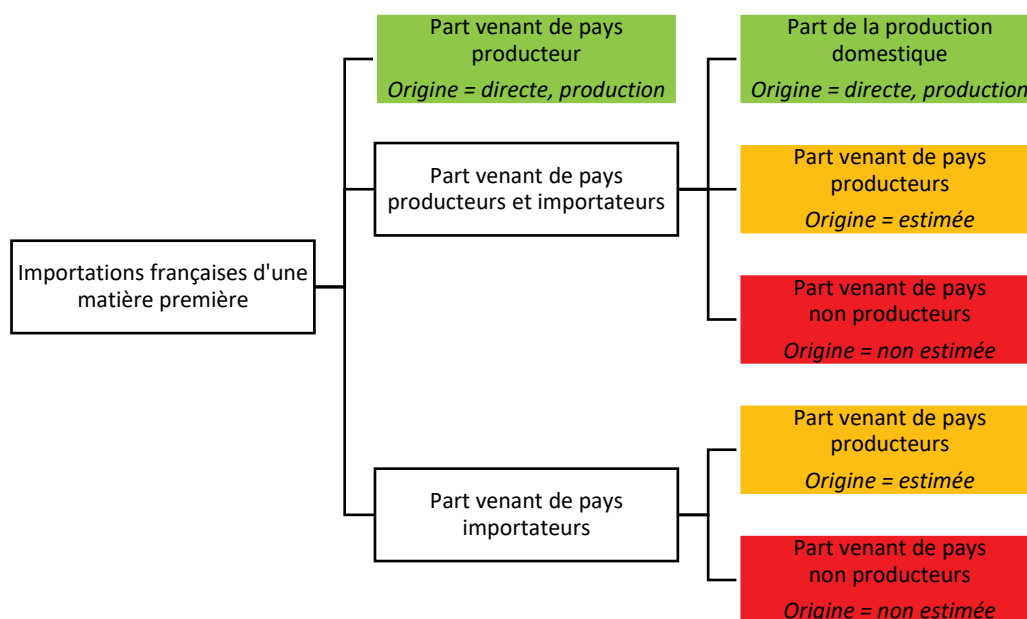 Importations françaises d'une
matière première
Part venant de pays
producteur
Origine = directe, production
Part venant de pays
producteurs et importateurs
Part venant de pays
importateurs
Part de la production
domestique
Origine = directe, production
Part venant de pays
producteurs
Origine = estimée
Part venant de pays
non producteurs
Origine = non estimée
Part venant de pays
producteurs
Origine = estimée
Part venant de pays
non producteurs
Origine = non estimée